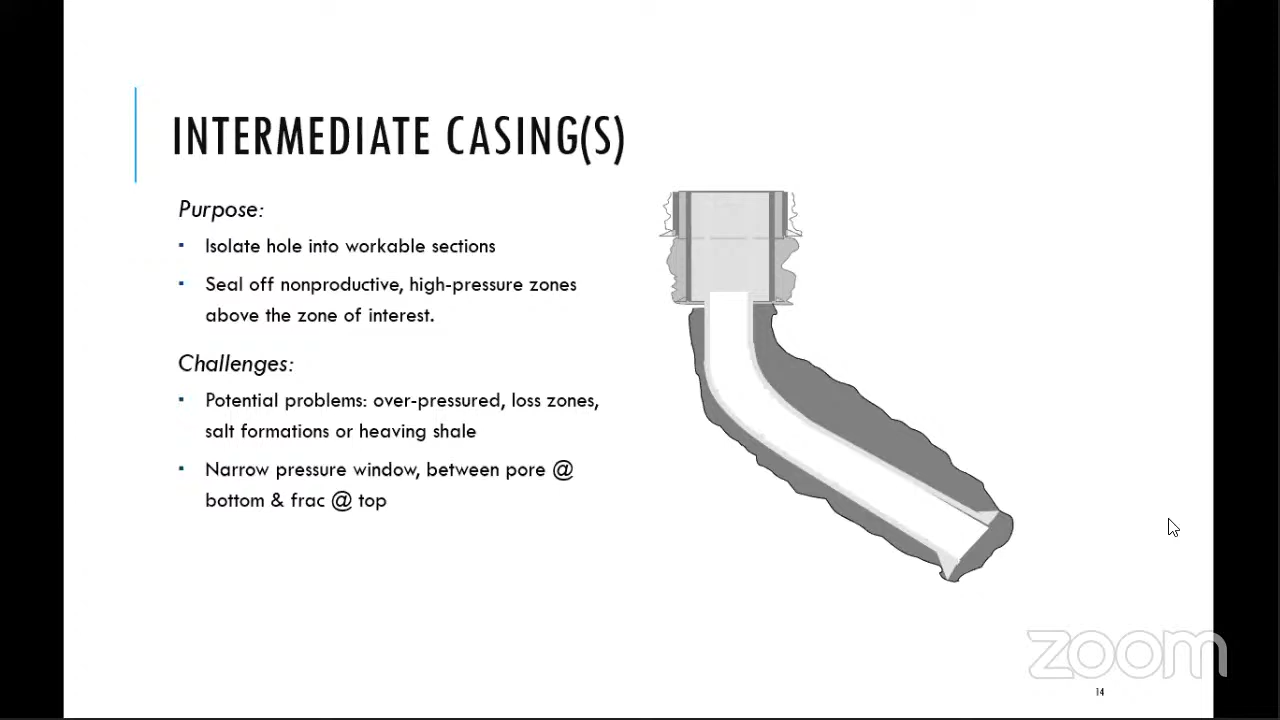 INTERMEDIATE CASING(S)
Purpose:
▪ Isolate hole into workable sections
▪ Seal off nonproductive, high-pressure zones
above the zone of interest.
Challenges:
▪ Potential problems: over-pressured, loss zones,
salt formations or heaving shale
▪ Narrow pressure window, between pore @
bottom & frac @ top
zoom
14